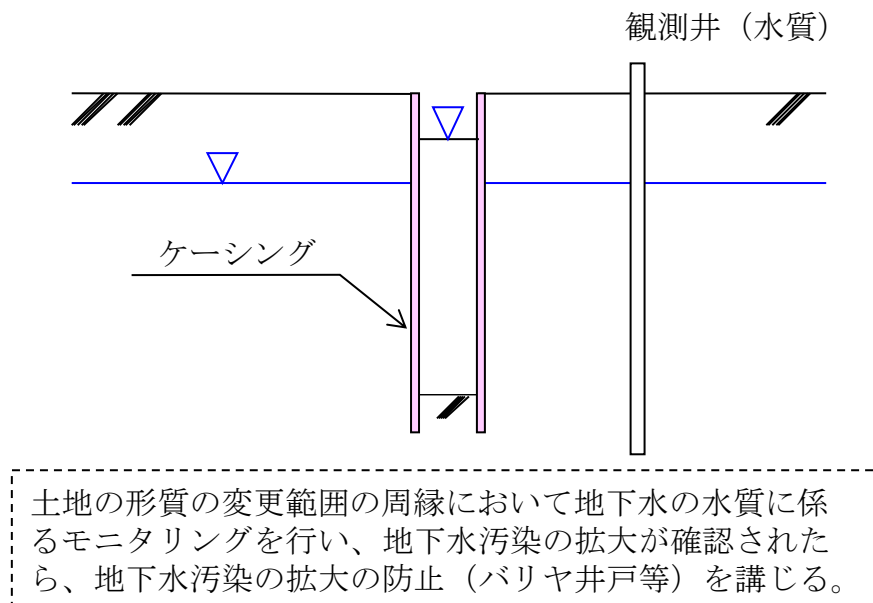 観測井（水質）
ケーシング
土地の形質の変更範囲の周縁において地下水の水質に係
るモニタリングを行い、地下水汚染の拡大が確認された
ら、地下水汚染の拡大の防止（バリヤ井戸等）を講じる。